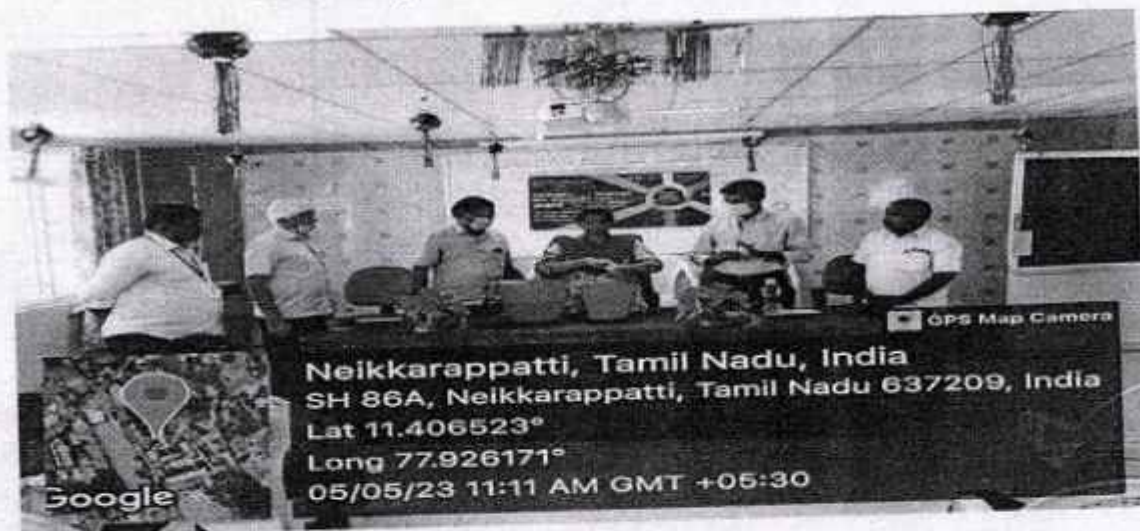 GPS Map Camera
Neikkarappatti, Tamil Nadu, India
SH 86A, Neikkarappatti, Tamil Nadu 637209, India
Lat 11.406523°
Long 77.926171°
05/05/23 11:11 AM GMT +05:30
Google